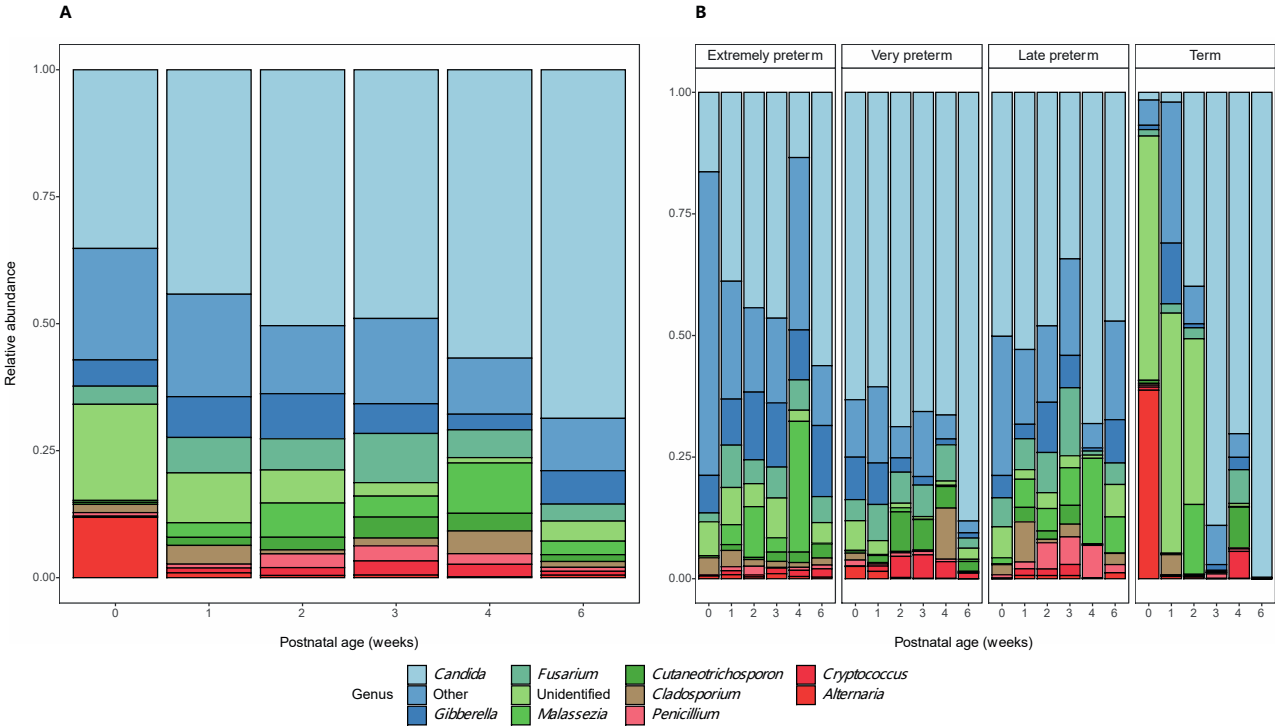 A
B
Extremely preterm
Very preterm
Late preterm
Term
Relative abundance
1.00
0.75
0.50
0.25
0.00
1.00
0.75
0.50
0.25
0.00
0 1 2 3 4 6
0 1 2 3 4 6
0 1 2 3 4 6
0 1 2 3 4 6
0 1 2 3 4 6
Postnatal age (weeks)
Postnatal age (weeks)
Genus
Candida
Other
Gibberella
Fusarium
Unidentified
Malassezia
Cutaneotrichosporon
Cladosporium
Penicillium
Cryptococcus
Alternaria